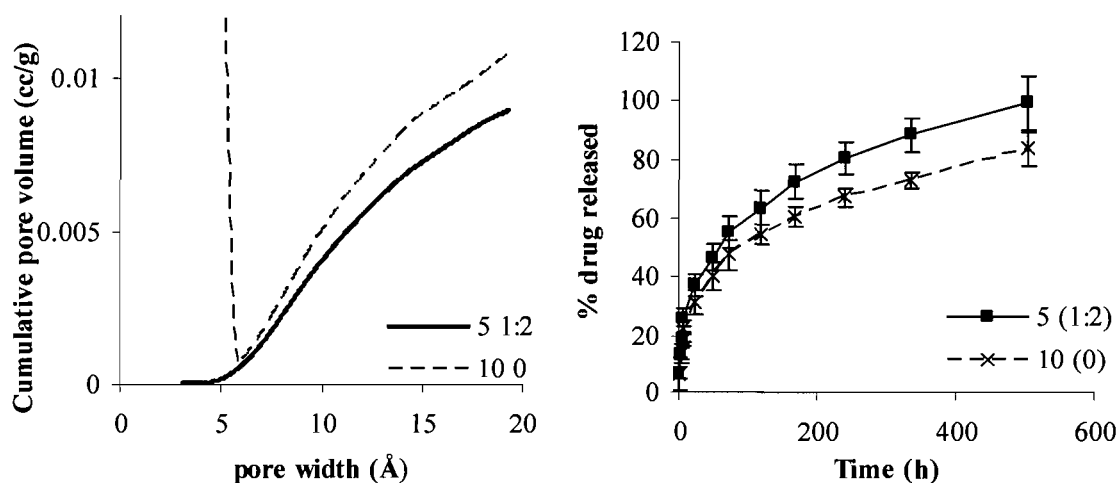 Cumulative pore volume (cc/g)
0.01
0.005
0
0 5 10 15 20
pore width (Å)
5 1:2
10 0
% drug released
120
100
80
60
40
20
0
0 200 400 600
Time (h)
5 (1:2)
10 (0)